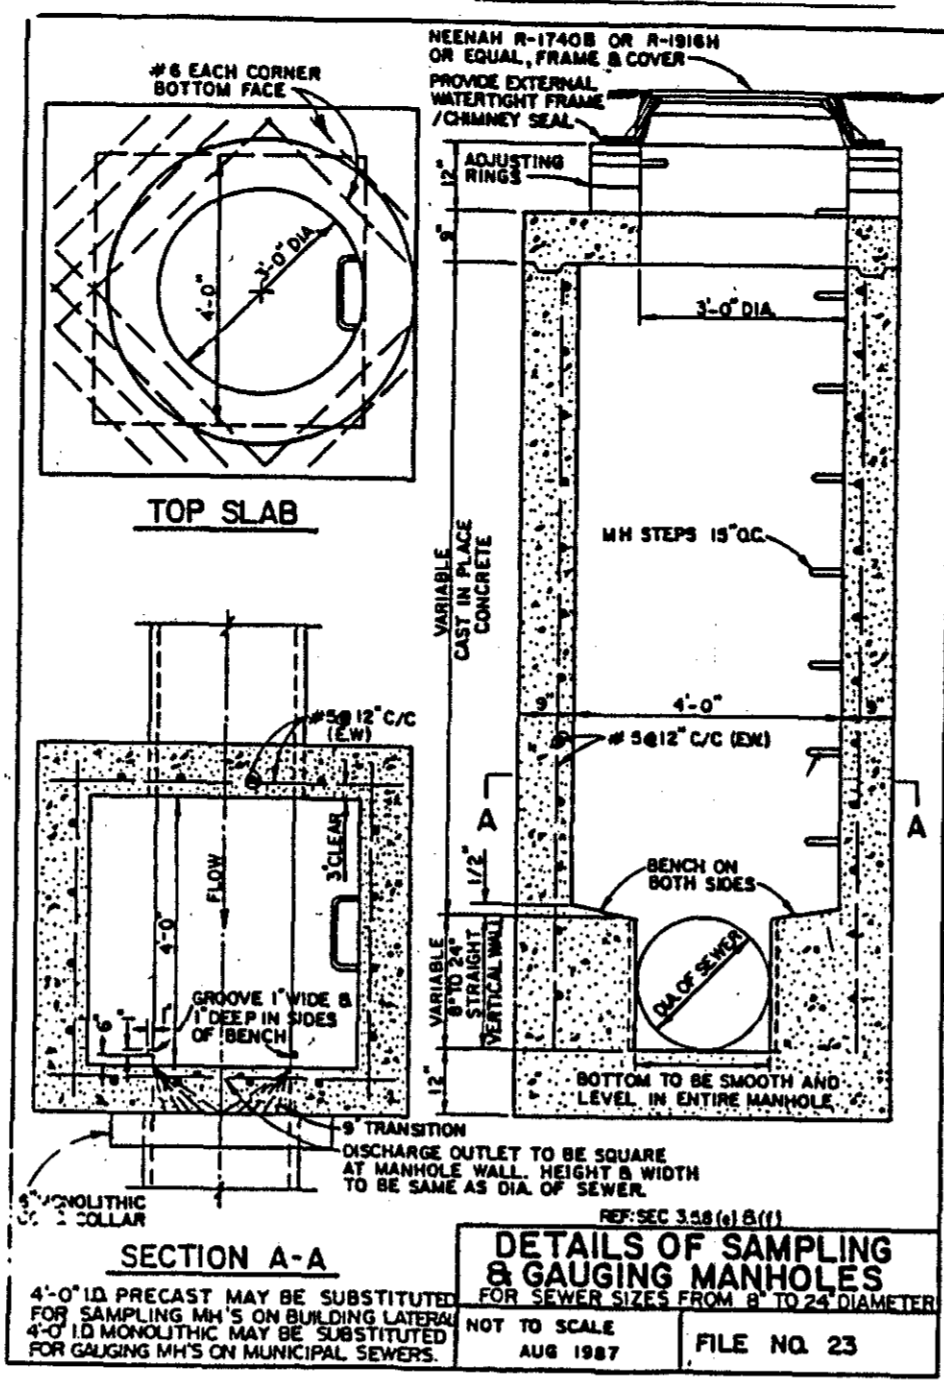 NEENAH R-1740B OR R-1916H
OR EQUAL, FRAME & COVER
PROVIDE EXTERNAL
WATERTIGHT FRAME
/CHIMNEY SEAL
#6 EACH CORNER
BOTTOM FACE
ADJUSTING
RINGS
12"
9"
3'-0" DIA.
4'-0"
3'-0" DIA.
TOP SLAB
MH STEPS 15" O.C.
VARIABLE
CAST IN PLACE
CONCRETE
9"
4'-0"
9"
#5@12" C/C
(E.W.)
#5@12" C/C (E.W.)
A
A
1/2"
BENCH ON
BOTH SIDES
3" CLEAR
FLOW
4'-0"
VARIABLE
8" TO 24"
STRAIGHT
VERTICAL WALL
DIA. OF SEWER
GROOVE 1" WIDE &
1" DEEP IN SIDES
OF BENCH
6"
1"
12"
BOTTOM TO BE SMOOTH AND
LEVEL IN ENTIRE MANHOLE
9" TRANSITION
DISCHARGE OUTLET TO BE SQUARE
AT MANHOLE WALL. HEIGHT & WIDTH
TO BE SAME AS DIA. OF SEWER.
COLLAR
REF: SEC 3.58 (e) & (f)
SECTION A-A
4'-0" I.D. PRECAST MAY BE SUBSTITUTED
FOR SAMPLING MH'S ON BUILDING LATERAL
4'-0" I.D MONOLITHIC MAY BE SUBSTITUTED
FOR GAUGING MH'S ON MUNICIPAL SEWERS.
DETAILS OF SAMPLING
& GAUGING MANHOLES
FOR SEWER SIZES FROM 8" TO 24" DIAMETER
NOT TO SCALE
AUG 1987
FILE NO. 23